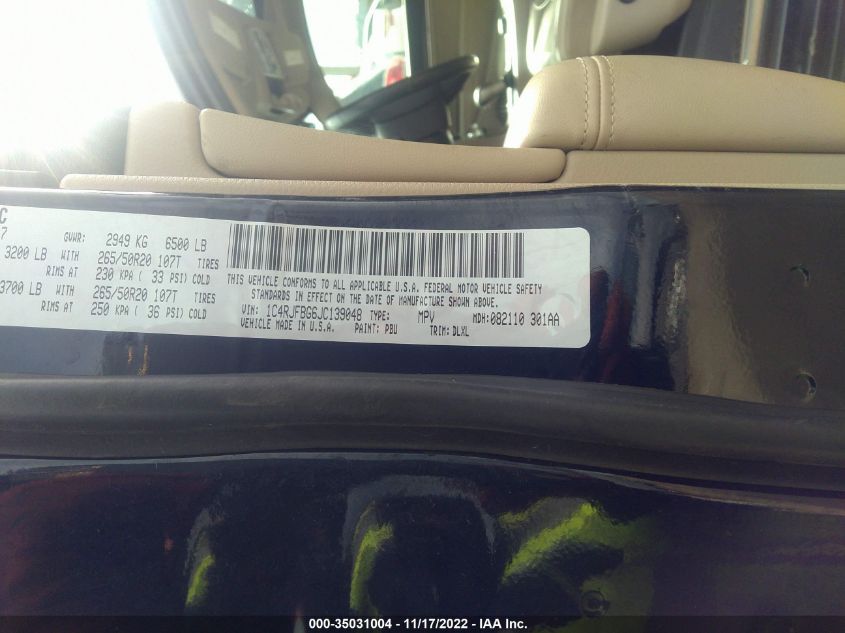 C
7
GVWR: 2949 KG 6500 LB
3200 LB WITH 265/50R20 107T TIRES
RIMS AT 230 KPA ( 33 PSI) COLD
3700 LB WITH 265/50R20 107T TIRES
RIMS AT 250 KPA ( 36 PSI) COLD
THIS VEHICLE CONFORMS TO ALL APPLICABLE U.S.A. FEDERAL MOTOR VEHICLE SAFETY
STANDARDS IN EFFECT ON THE DATE OF MANUFACTURE SHOWN ABOVE.
VIN: 1C4RJFBG6JC139048 TYPE: MPV MDH: 082110 301AA
VEHICLE MADE IN U.S.A. PAINT: PBU TRIM: DLXL
000-35031004 - 11/17/2022 - IAA Inc.